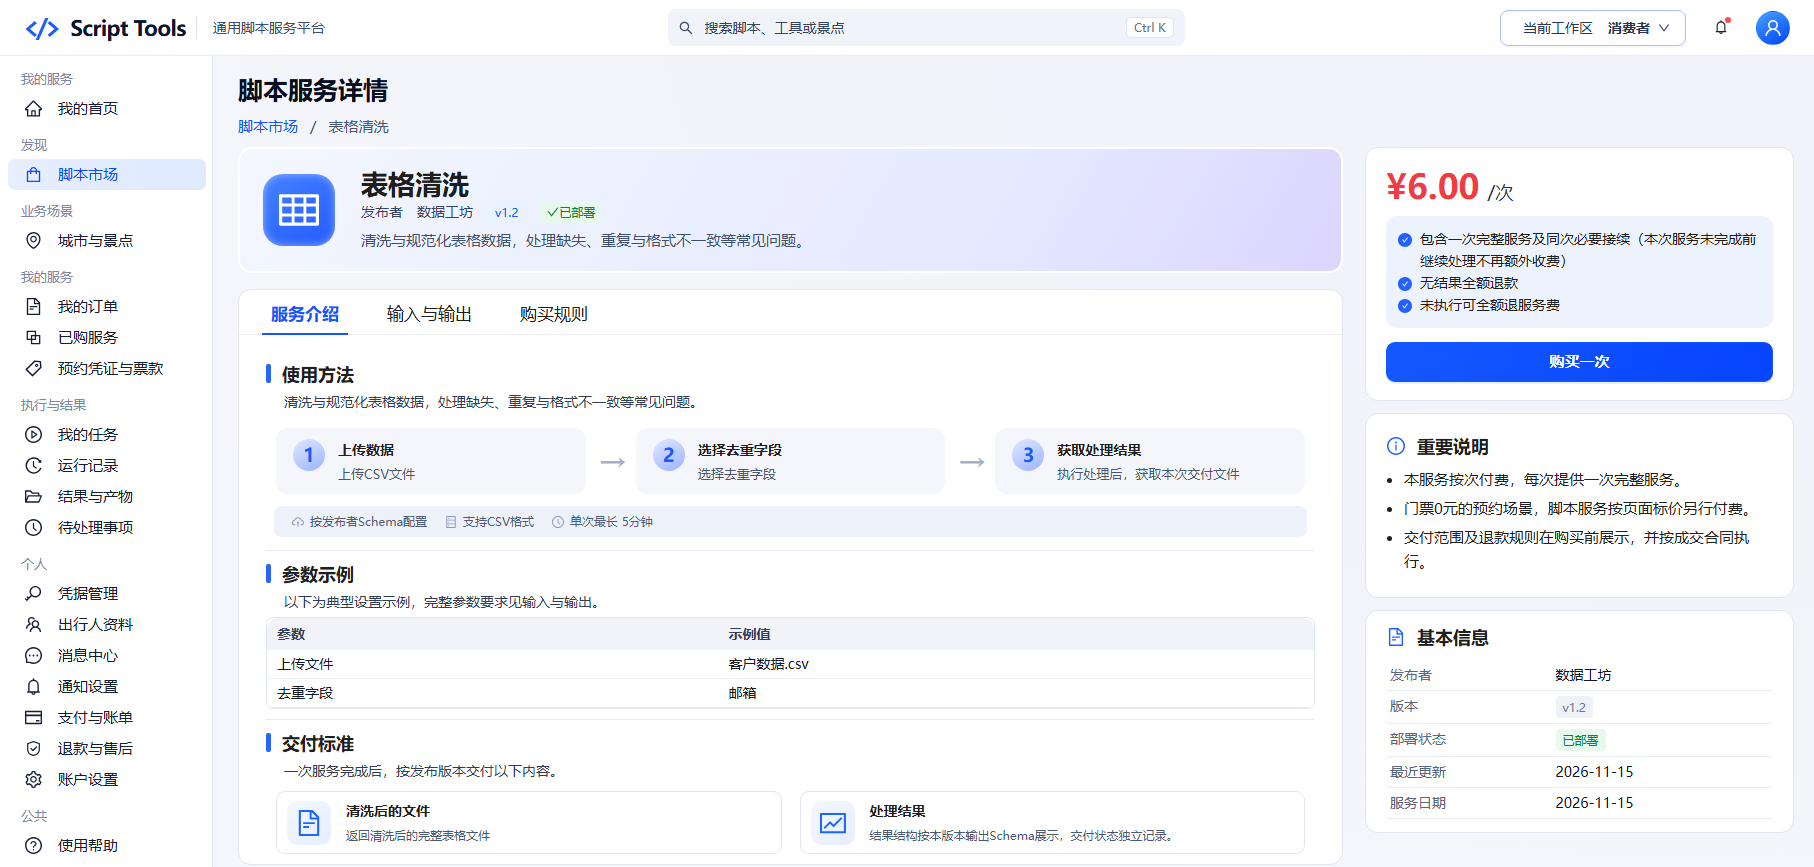 Script Tools
通用脚本服务平台
搜索脚本、工具或景点
Ctrl K
当前工作区 消费者
我的服务
我的首页
发现
脚本市场
业务场景
城市与景点
我的服务
我的订单
已购服务
预约凭证与票款
执行与结果
我的任务
运行记录
结果与产物
待处理事项
个人
凭据管理
出行人资料
消息中心
通知设置
支付与账单
退款与售后
账户设置
公共
使用帮助
脚本服务详情
脚本市场 / 表格清洗
表格清洗
发布者 数据工坊 v1.2 已部署
清洗与规范化表格数据，处理缺失、重复与格式不一致等常见问题。
服务介绍 输入与输出 购买规则
使用方法
清洗与规范化表格数据，处理缺失、重复与格式不一致等常见问题。
1 上传数据
上传CSV文件
2 选择去重字段
选择去重字段
3 获取处理结果
执行处理后，获取本次交付文件
按发布者Schema配置 支持CSV格式 单次最长 5分钟
参数示例
以下为典型设置示例，完整参数要求见输入与输出。
参数 示例值
上传文件 客户数据.csv
去重字段 邮箱
交付标准
一次服务完成后，按发布版本交付以下内容。
清洗后的文件
返回清洗后的完整表格文件
处理结果
结果结构按本版本输出Schema展示，交付状态独立记录。
¥6.00 /次
包含一次完整服务及同次必要接续（本次服务未完成前
继续处理不再额外收费）
无结果全额退款
未执行可全额退服务费
购买一次
重要说明
本服务按次付费，每次提供一次完整服务。
门票0元的预约场景，脚本服务按页面标价另行付费。
交付范围及退款规则在购买前展示，并按成交合同执
行。
基本信息
发布者 数据工坊
版本 v1.2
部署状态 已部署
最近更新 2026-11-15
服务日期 2026-11-15